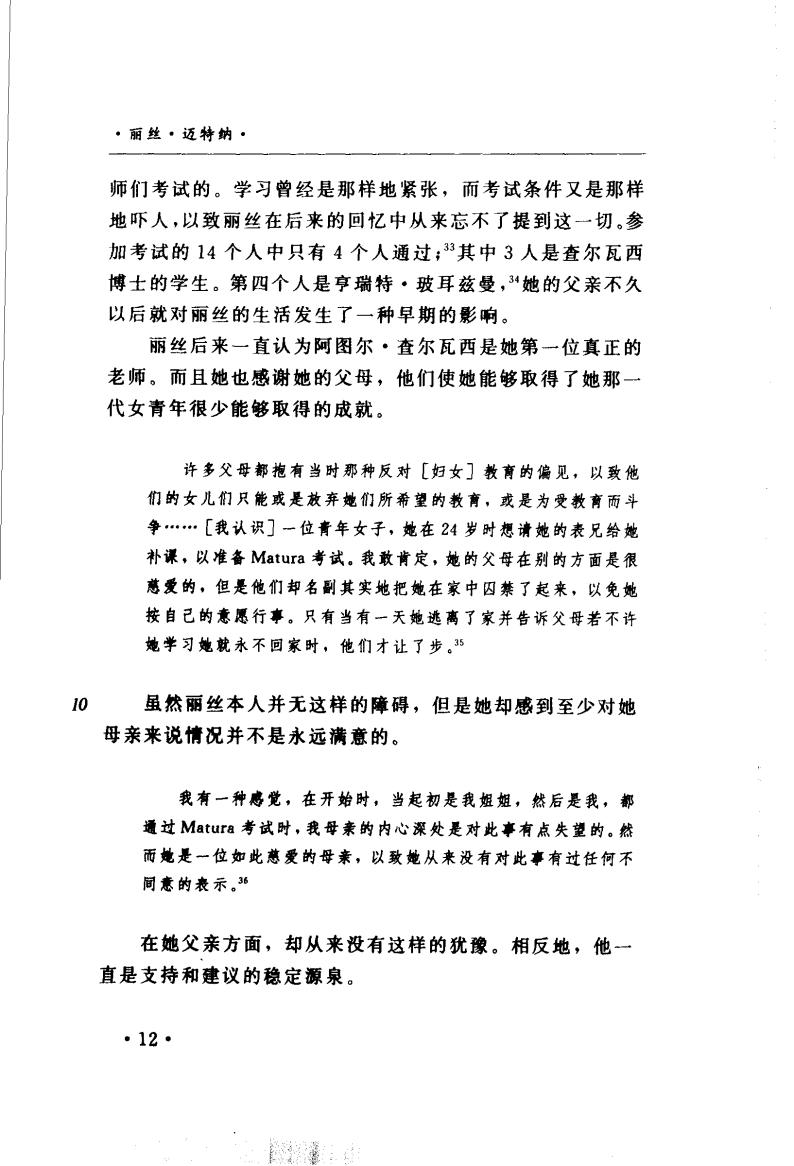 ·丽丝·迈特纳·
师们考试的。学习曾经是那样地紧张，而考试条件又是那样
地吓人，以致丽丝在后来的回忆中从来忘不了提到这一切。参
加考试的 14 个人中只有 4 个人通过；³³其中 3 人是查尔瓦西
博士的学生。第四个人是亨瑞特·玻耳兹曼，³⁴她的父亲不久
以后就对丽丝的生活发生了一种早期的影响。
丽丝后来一直认为阿图尔·查尔瓦西是她第一位真正的
老师。而且她也感谢她的父母，他们使她能够取得了她那一
代女青年很少能够取得的成就。
许多父母都抱有当时那种反对［妇女］教育的偏见，以致他
们的女儿们只能或是放弃她们所希望的教育，或是为受教育而斗
争……［我认识］一位青年女子，她在 24 岁时想请她的表兄给她
补课，以准备 Matura 考试。我敢肯定，她的父母在别的方面是很
慈爱的，但是他们却名副其实地把她在家中囚禁了起来，以免她
按自己的意愿行事。只有当有一天她逃离了家并告诉父母若不许
她学习她就永不回家时，他们才让了步。³⁵
10 虽然丽丝本人并无这样的障碍，但是她却感到至少对她
母亲来说情况并不是永远满意的。
我有一种感觉，在开始时，当起初是我姐姐，然后是我，都
通过 Matura 考试时，我母亲的内心深处是对此事有点失望的。然
而她是一位如此慈爱的母亲，以致她从来没有对此事有过任何不
同意的表示。³⁶
在她父亲方面，却从来没有这样的犹豫。相反地，他一
直是支持和建议的稳定源泉。
·12·